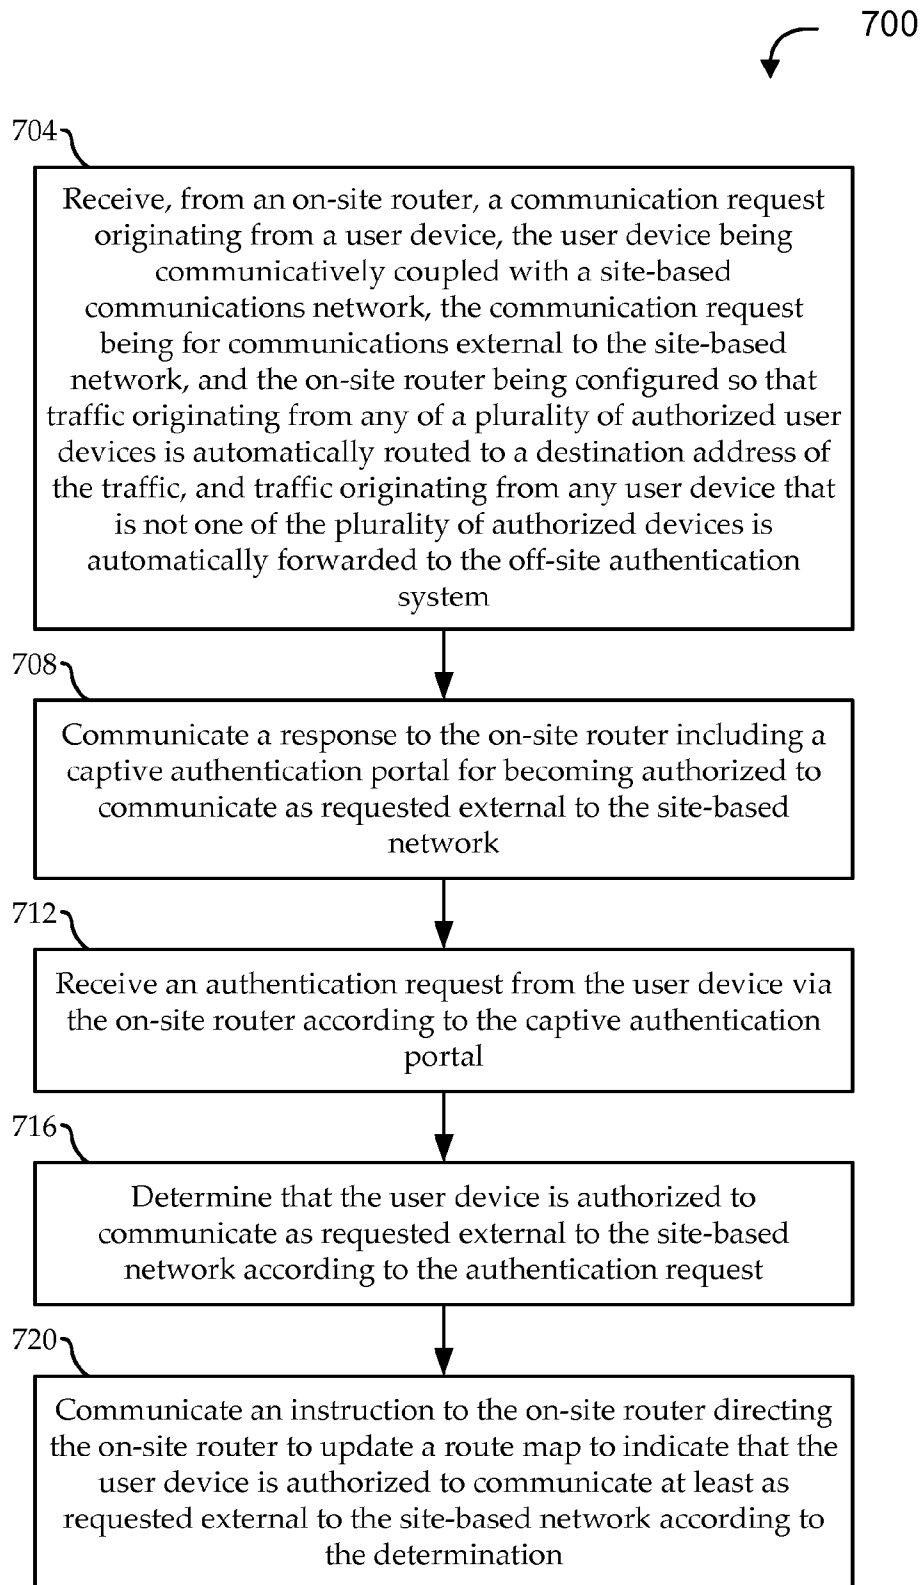 700
704
Receive, from an on-site router, a communication request
originating from a user device, the user device being
communicatively coupled with a site-based
communications network, the communication request
being for communications external to the site-based
network, and the on-site router being configured so that
traffic originating from any of a plurality of authorized user
devices is automatically routed to a destination address of
the traffic, and traffic originating from any user device that
is not one of the plurality of authorized devices is
automatically forwarded to the off-site authentication
system
708
Communicate a response to the on-site router including a
captive authentication portal for becoming authorized to
communicate as requested external to the site-based
network
712
Receive an authentication request from the user device via
the on-site router according to the captive authentication
portal
716
Determine that the user device is authorized to
communicate as requested external to the site-based
network according to the authentication request
720
Communicate an instruction to the on-site router directing
the on-site router to update a route map to indicate that the
user device is authorized to communicate at least as
requested external to the site-based network according to
the determination